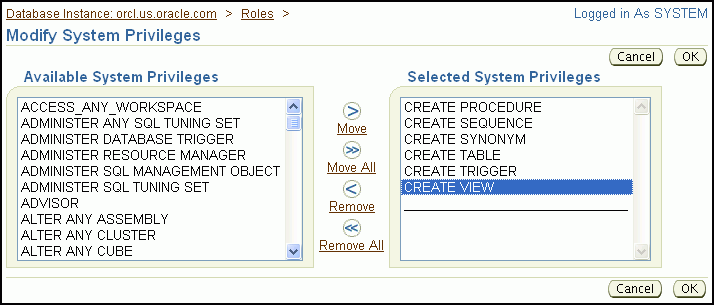 Database Instance: orcl.us.oracle.com > Roles > Logged in As SYSTEM
Modify System Privileges
Cancel OK
Available System Privileges
Selected System Privileges
ACCESS_ANY_WORKSPACE
ADMINISTER ANY SQL TUNING SET
ADMINISTER DATABASE TRIGGER
ADMINISTER RESOURCE MANAGER
ADMINISTER SQL MANAGEMENT OBJECT
ADMINISTER SQL TUNING SET
ADVISOR
ALTER ANY ASSEMBLY
ALTER ANY CLUSTER
ALTER ANY CUBE
Move
Move All
Remove
Remove All
CREATE PROCEDURE
CREATE SEQUENCE
CREATE SYNONYM
CREATE TABLE
CREATE TRIGGER
CREATE VIEW
Cancel OK